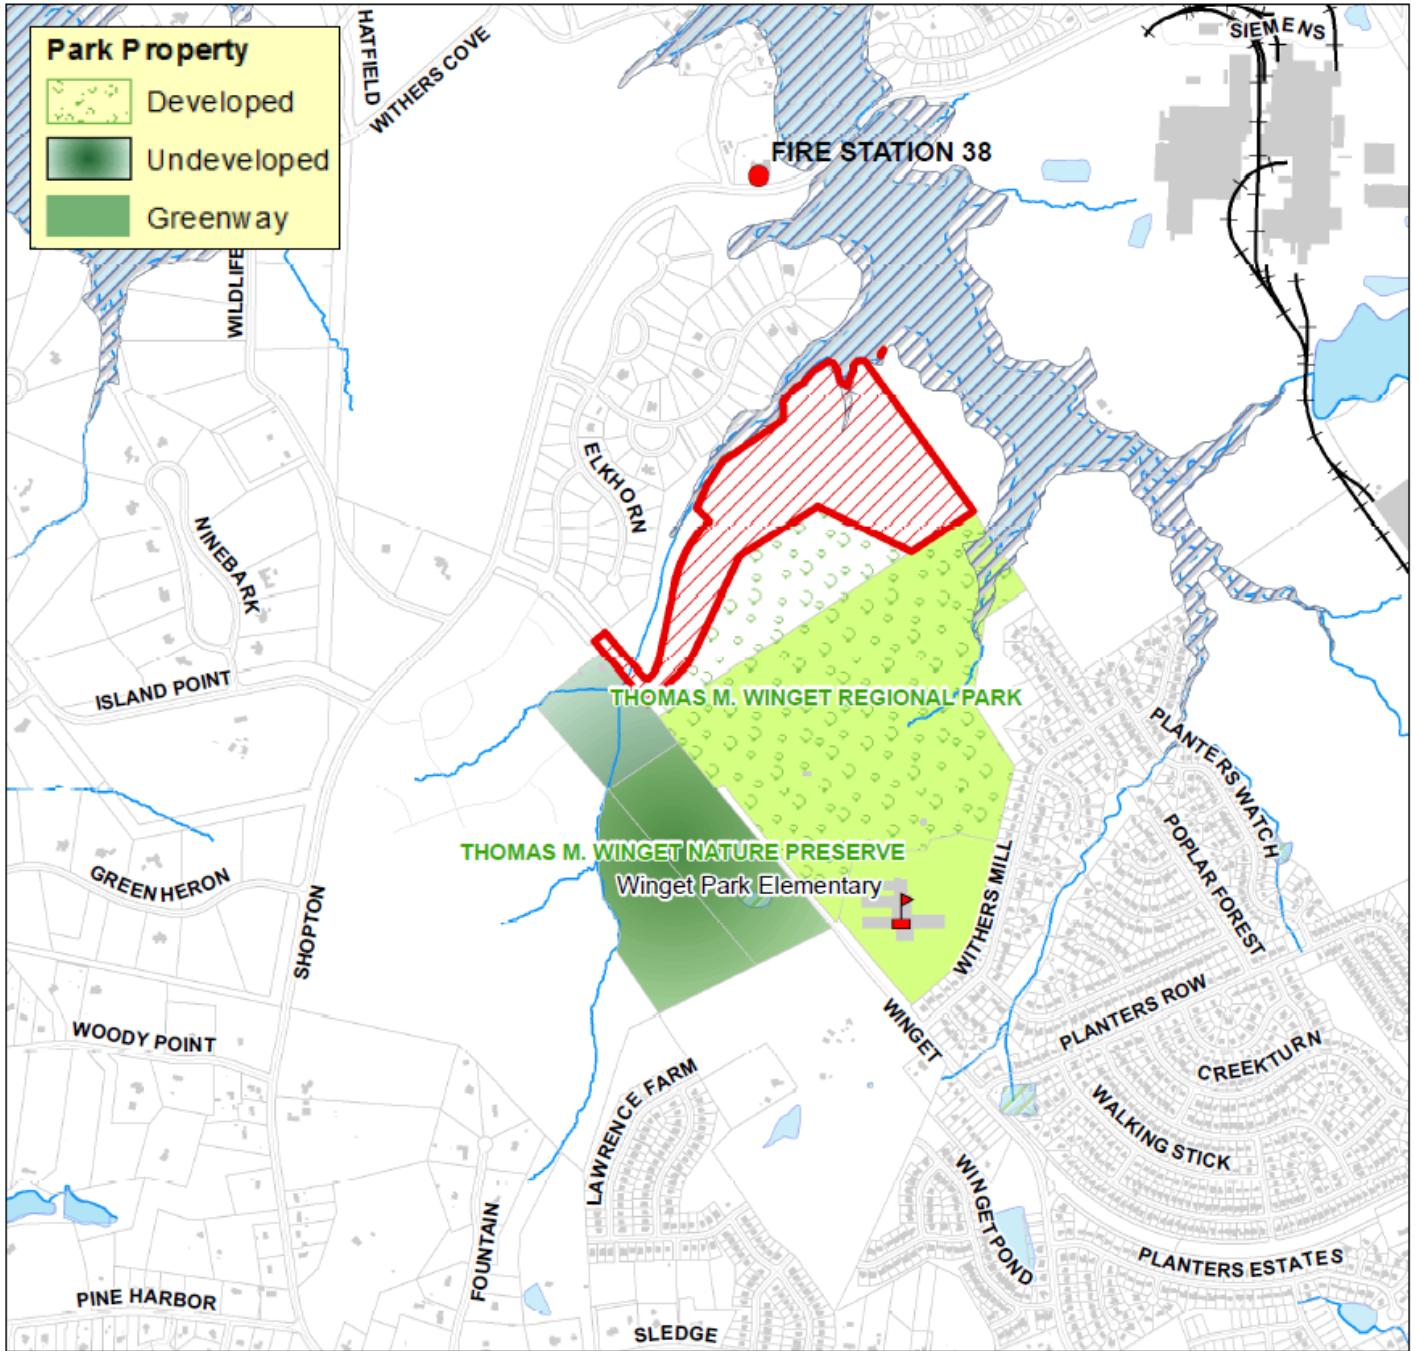 Park Property
Developed
Undeveloped
Greenway
HATFIELD
WITHERS COVE
SIEMENS
FIRE STATION 38
WILDLIFE
ELKHORN
NINEBARK
ISLAND POINT
THOMAS M. WINGET REGIONAL PARK
PLANTERS WATCH
POPLAR FOREST
THOMAS M. WINGET NATURE PRESERVE
Winget Park Elementary
GREEN HERON
SHOPTON
WITHERS MILL
WINGET
PLANTERS ROW
WOODY POINT
CREEKTURN
LAWRENCE FARM
WALKING STICK
WINGET POND
FOUNTAIN
PLANTERS ESTATES
PINE HARBOR
SLEDGE